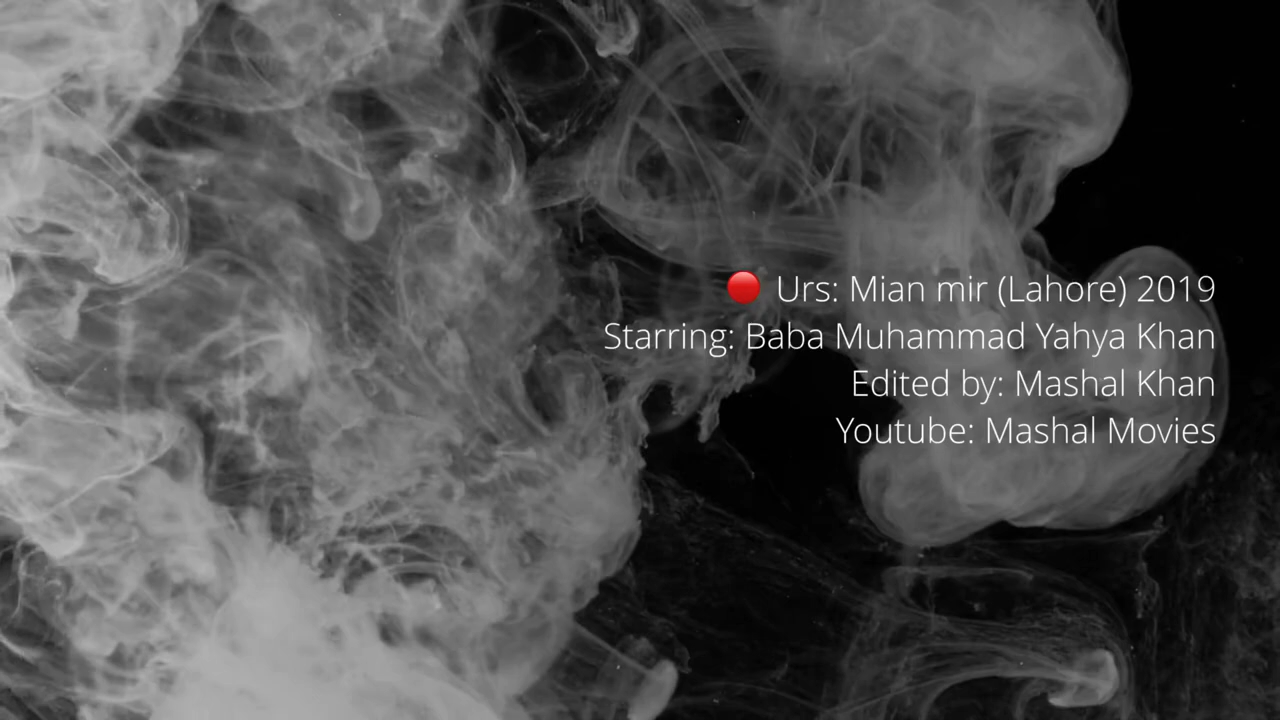 🔴 Urs: Mian mir (Lahore) 2019
Starring: Baba Muhammad Yahya Khan
Edited by: Mashal Khan
Youtube: Mashal Movies